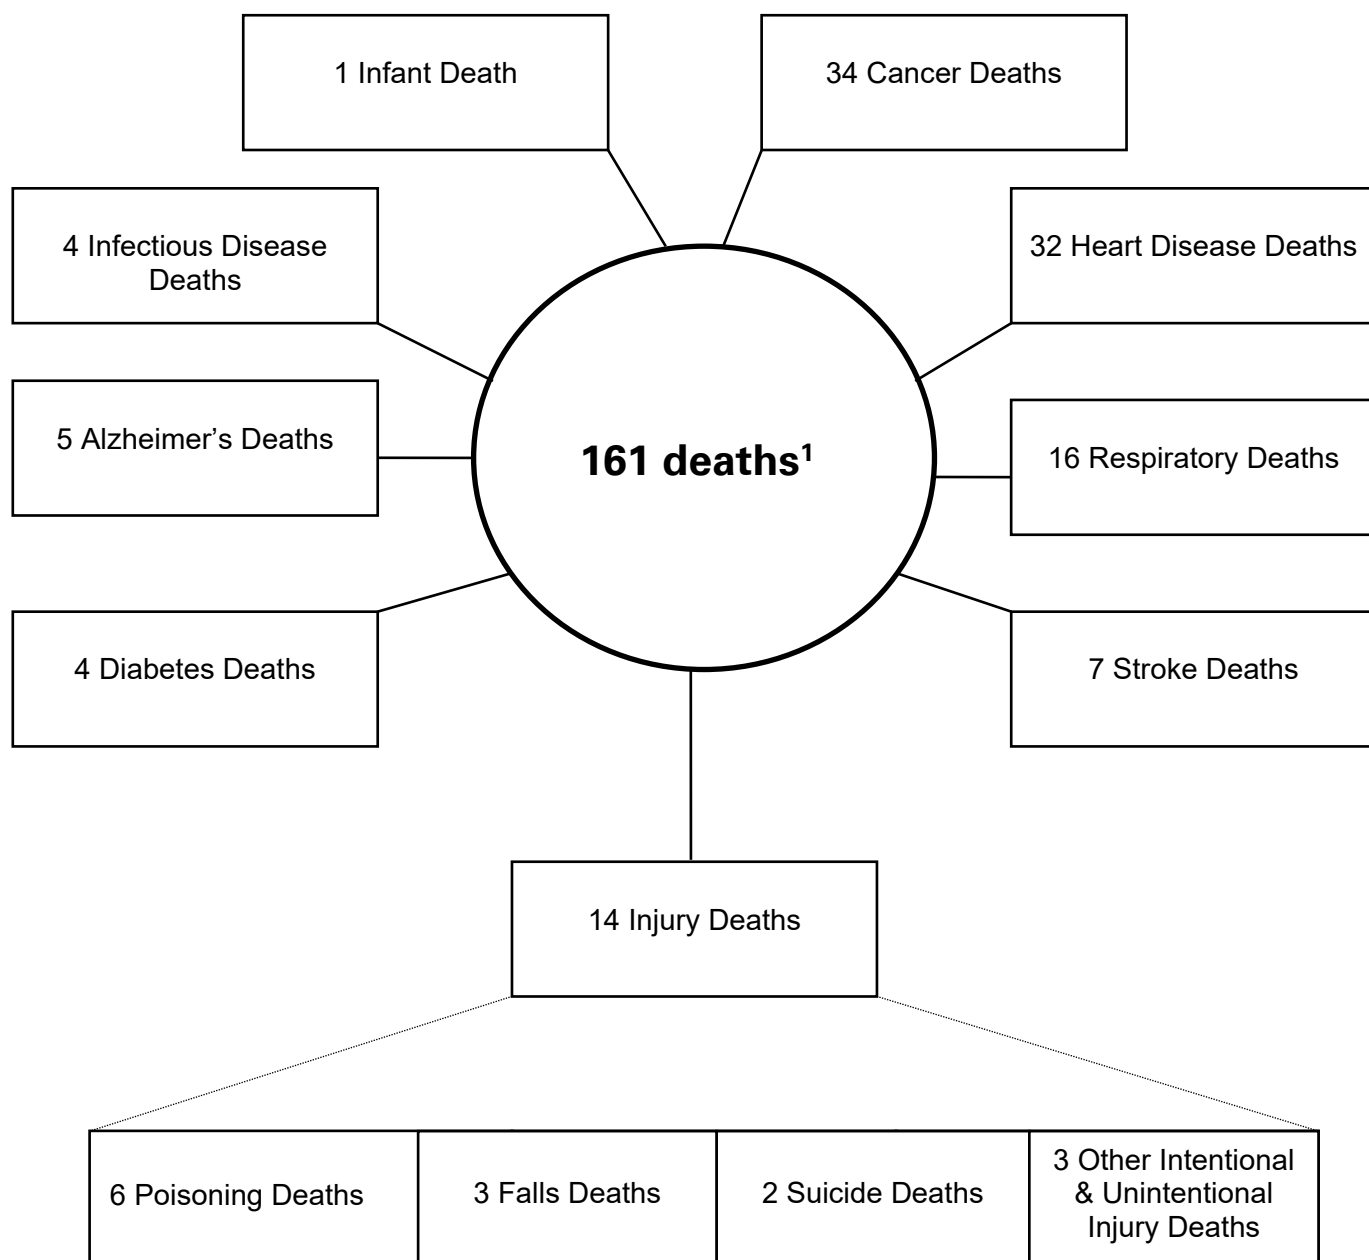 1 Infant Death
34 Cancer Deaths
4 Infectious Disease
Deaths
32 Heart Disease Deaths
5 Alzheimer’s Deaths
161 deaths¹
16 Respiratory Deaths
4 Diabetes Deaths
7 Stroke Deaths
14 Injury Deaths
6 Poisoning Deaths
3 Falls Deaths
2 Suicide Deaths
3 Other Intentional
& Unintentional
Injury Deaths